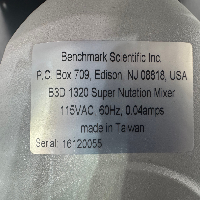 Benchmark Scientific Inc.
P.O. Box 709, Edison, NJ 08818, USA
B3D 1320 Super Nutation Mixer
115VAC, 60Hz, 0.04amps
made in Taiwan
Serial: 16120055